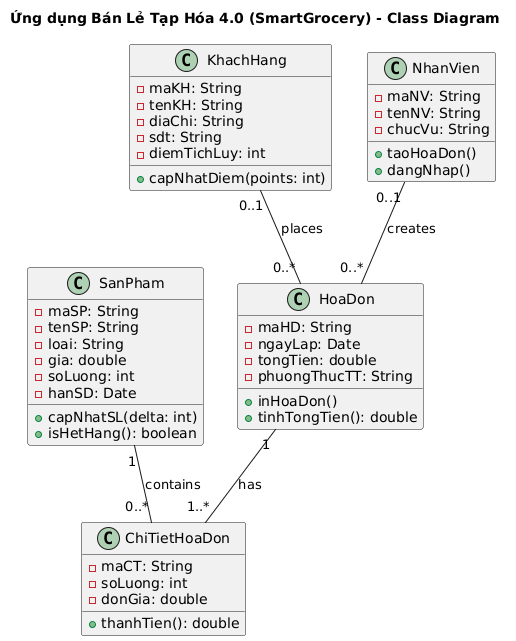 Ứng dụng Bán Lẻ Tạp Hóa 4.0 (SmartGrocery) - Class Diagram
C KhachHang
maKH: String
tenKH: String
diaChi: String
sdt: String
diemTichLuy: int
capNhatDiem(points: int)
C NhanVien
maNV: String
tenNV: String
chucVu: String
taoHoaDon()
dangNhap()
0..1
places
0..*
0..1
creates
0..*
C SanPham
maSP: String
tenSP: String
loai: String
gia: double
soLuong: int
hanSD: Date
capNhatSL(delta: int)
isHetHang(): boolean
C HoaDon
maHD: String
ngayLap: Date
tongTien: double
phuongThucTT: String
inHoaDon()
tinhTongTien(): double
1
contains
0..*
1
has
1..*
C ChiTietHoaDon
maCT: String
soLuong: int
donGia: double
thanhTien(): double